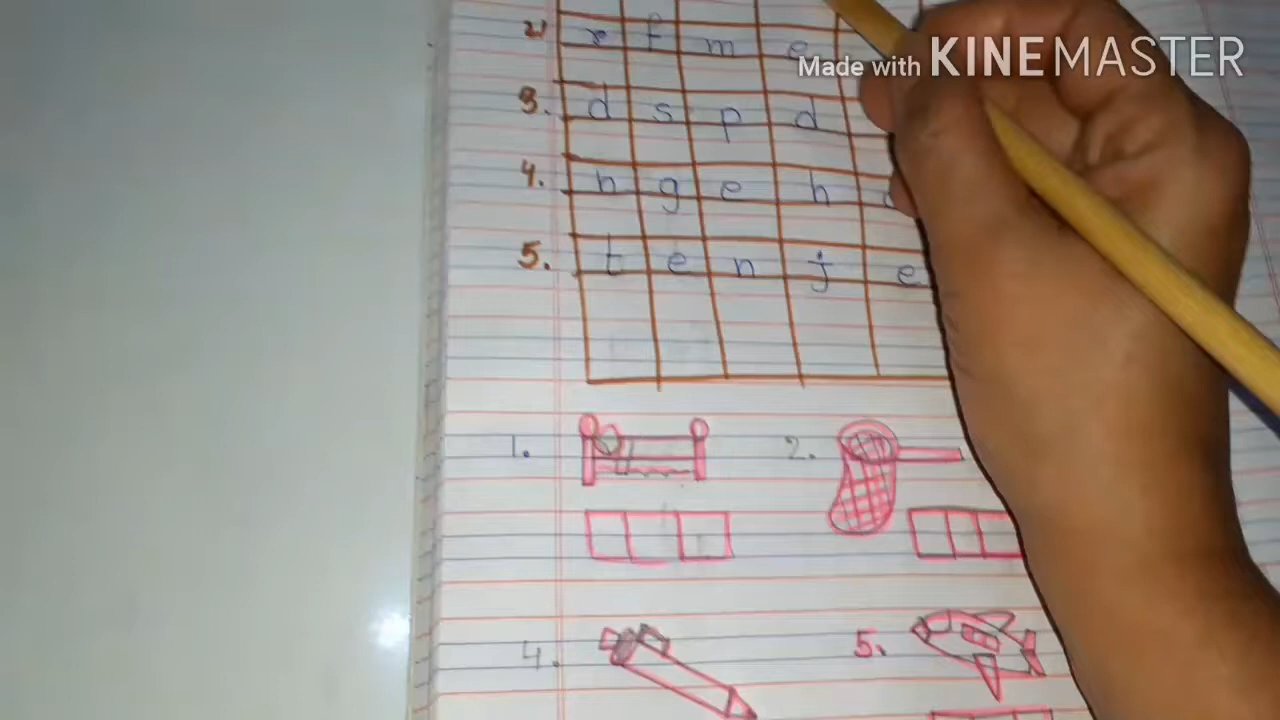 2) r f m e
Made with KINEMASTER
3. d s p d
4. n g e h
5. t e n j e
1. 2.
4. 5.